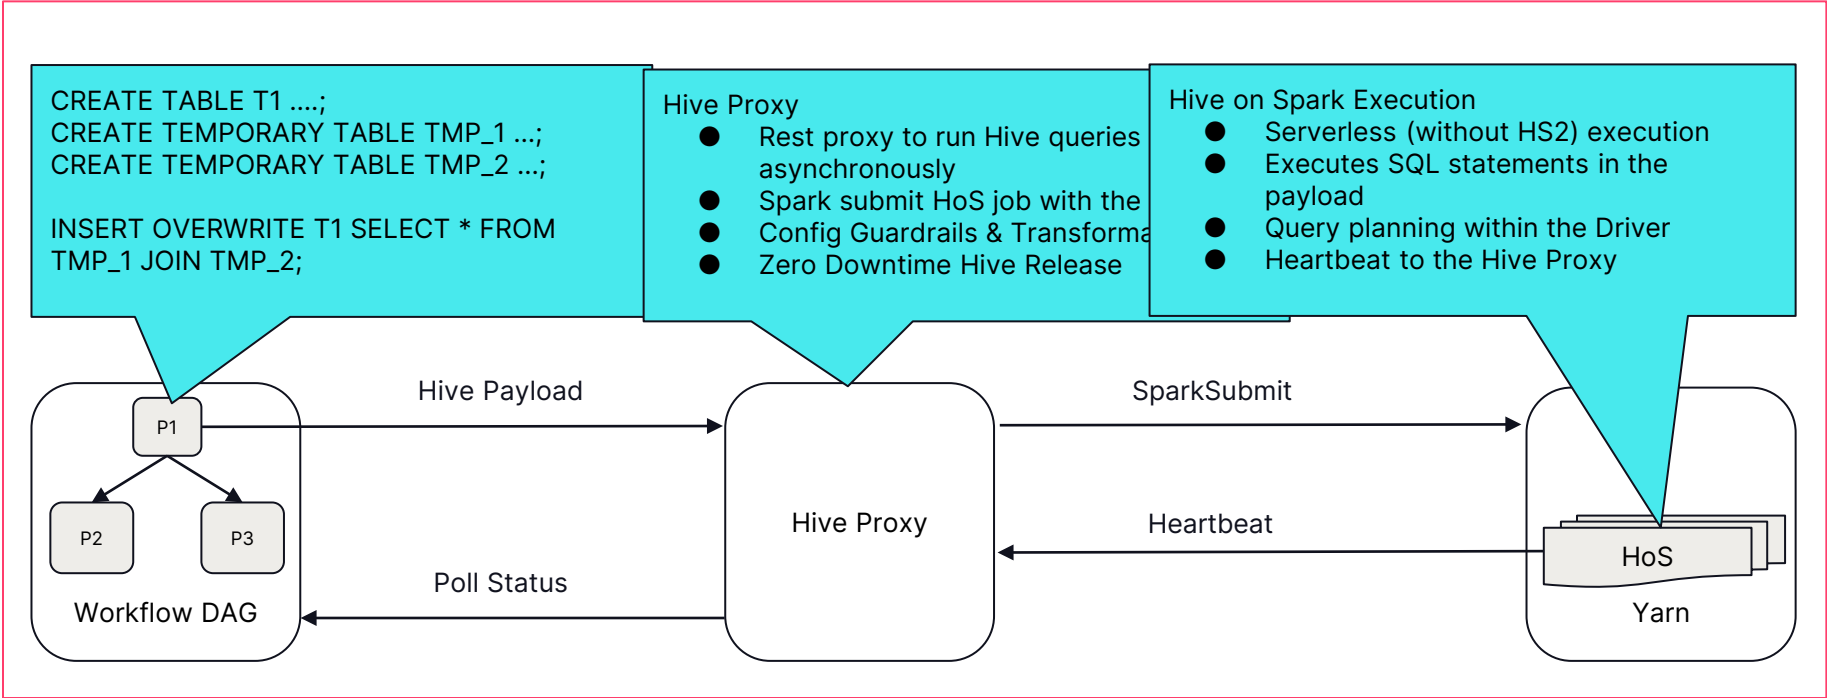 CREATE TABLE T1 ....;
CREATE TEMPORARY TABLE TMP_1 ...;
CREATE TEMPORARY TABLE TMP_2 ...;
INSERT OVERWRITE T1 SELECT * FROM
TMP_1 JOIN TMP_2;
Hive Proxy
● Rest proxy to run Hive queries
asynchronously
● Spark submit HoS job with the
● Config Guardrails &
● Zero Downtime Hive Release
Hive on Spark Execution
● Serverless (without HS2) execution
● Executes SQL statements in the
payload
● Query planning within the Driver
● Heartbeat to the Hive Proxy
Hive Payload
SparkSubmit
P1
P2
P3
Workflow DAG
Poll Status
Hive Proxy
Heartbeat
HoS
Yarn